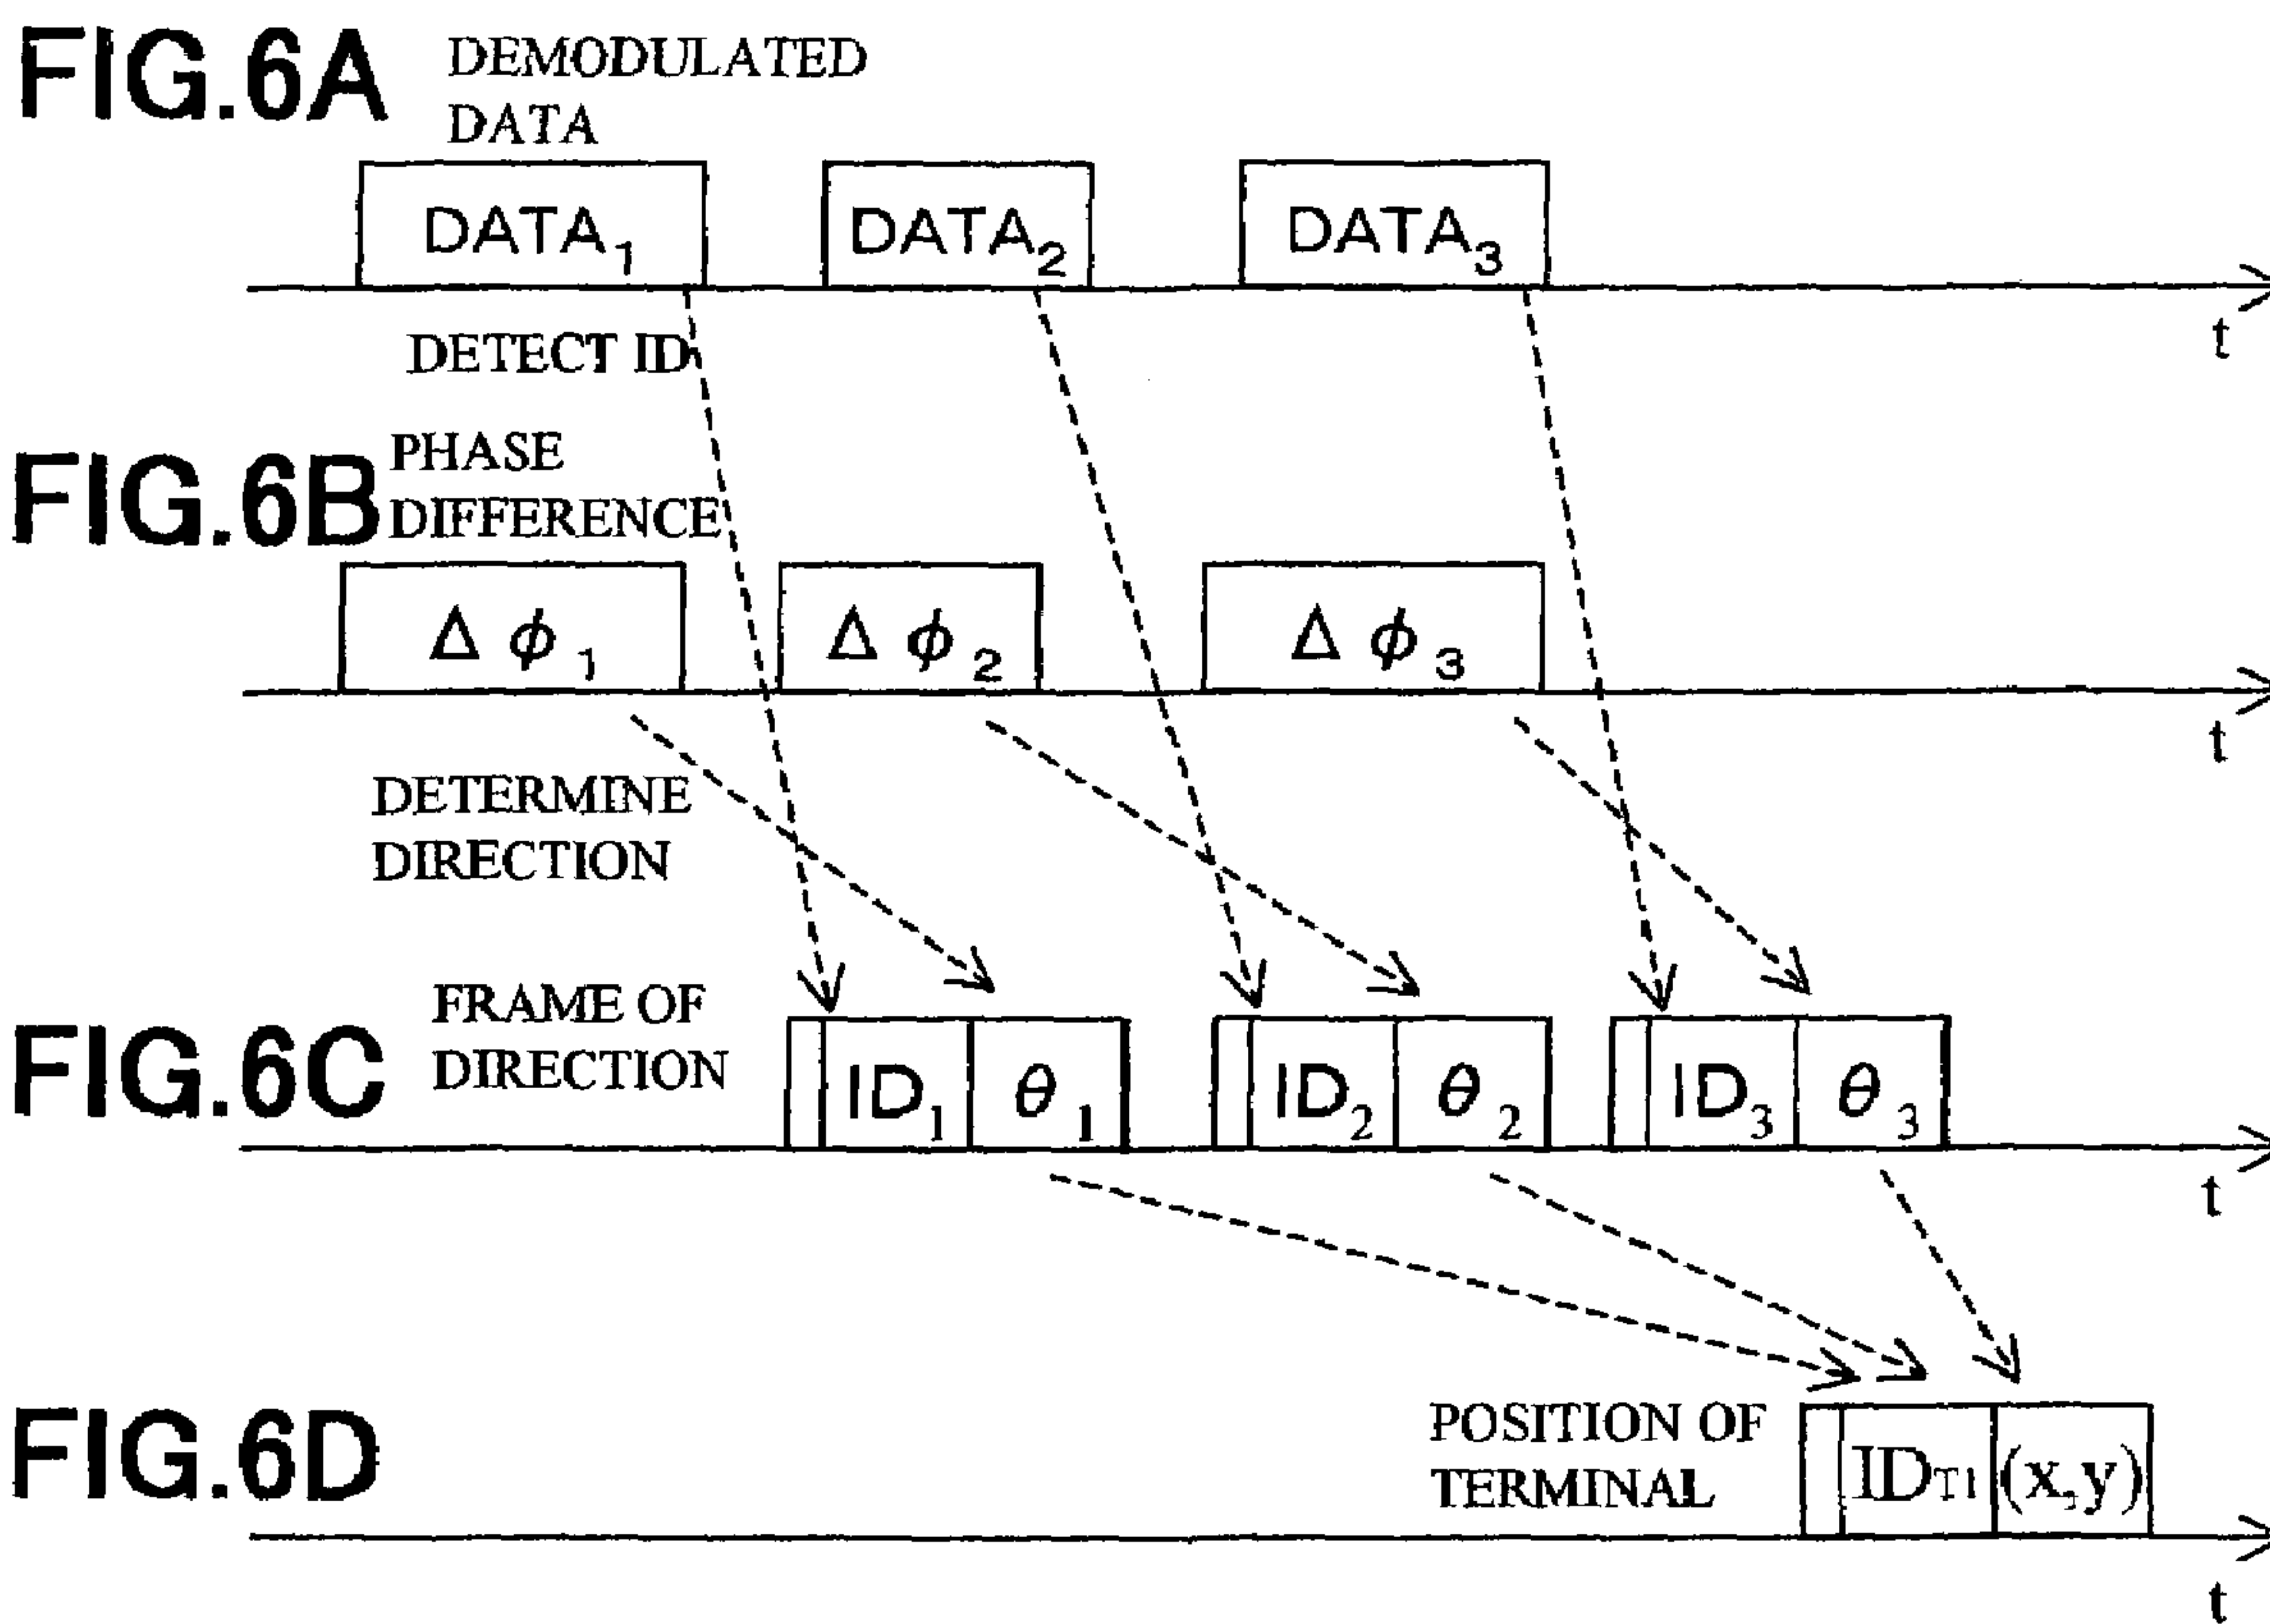 FIG.6A DEMODULATED
DATA
DATA₁ DATA₂ DATA₃
t
DETECT ID
FIG.6B PHASE
DIFFERENCE
Δ ϕ ₁ Δ ϕ ₂ Δ ϕ ₃
t
DETERMINE
DIRECTION
FIG.6C FRAME OF
DIRECTION
ID₁ θ ₁ ID₂ θ ₂ ID₃ θ ₃
t
FIG.6D POSITION OF
TERMINAL
ID_T1 (x,y)
t